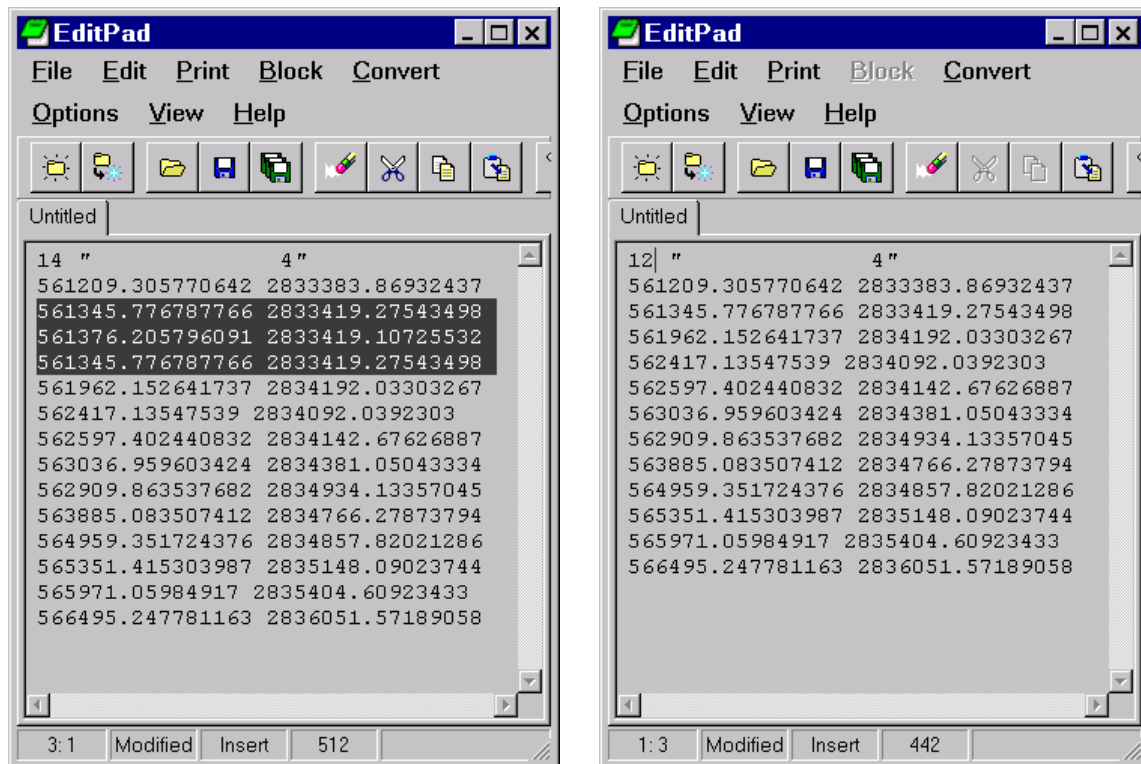 EditPad
File Edit Print Block Convert
Options View Help
Untitled
14 " 4"
561209.305770642 2833383.86932437
561345.776787766 2833419.27543498
561376.205796091 2833419.10725532
561345.776787766 2833419.27543498
561962.152641737 2834192.03303267
562417.13547539 2834092.0392303
562597.402440832 2834142.67626887
563036.959603424 2834381.05043334
562909.863537682 2834934.13357045
563885.083507412 2834766.27873794
564959.351724376 2834857.82021286
565351.415303987 2835148.09023744
565971.05984917 2835404.60923433
566495.247781163 2836051.57189058
3: 1 Modified Insert 512
EditPad
File Edit Print Block Convert
Options View Help
Untitled
12 " 4"
561209.305770642 2833383.86932437
561345.776787766 2833419.27543498
561962.152641737 2834192.03303267
562417.13547539 2834092.0392303
562597.402440832 2834142.67626887
563036.959603424 2834381.05043334
562909.863537682 2834934.13357045
563885.083507412 2834766.27873794
564959.351724376 2834857.82021286
565351.415303987 2835148.09023744
565971.05984917 2835404.60923433
566495.247781163 2836051.57189058
1: 3 Modified Insert 442